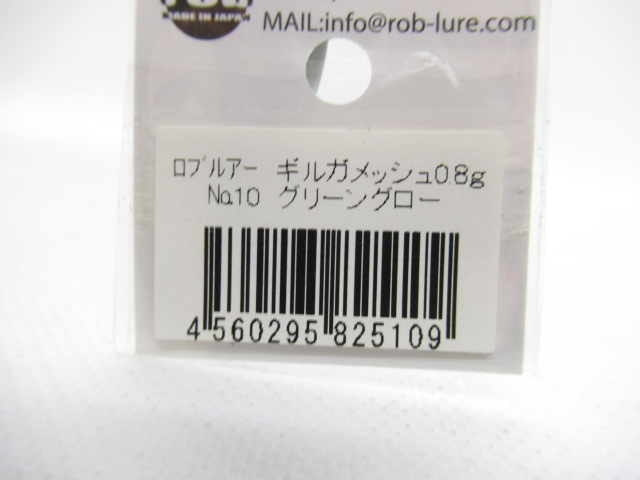 MADE IN JAPAN
MAIL:info@rob-lure.com
ロブルアー ギルガメッシュ0.8g
No.10 グリーングロー
4 560295 825109